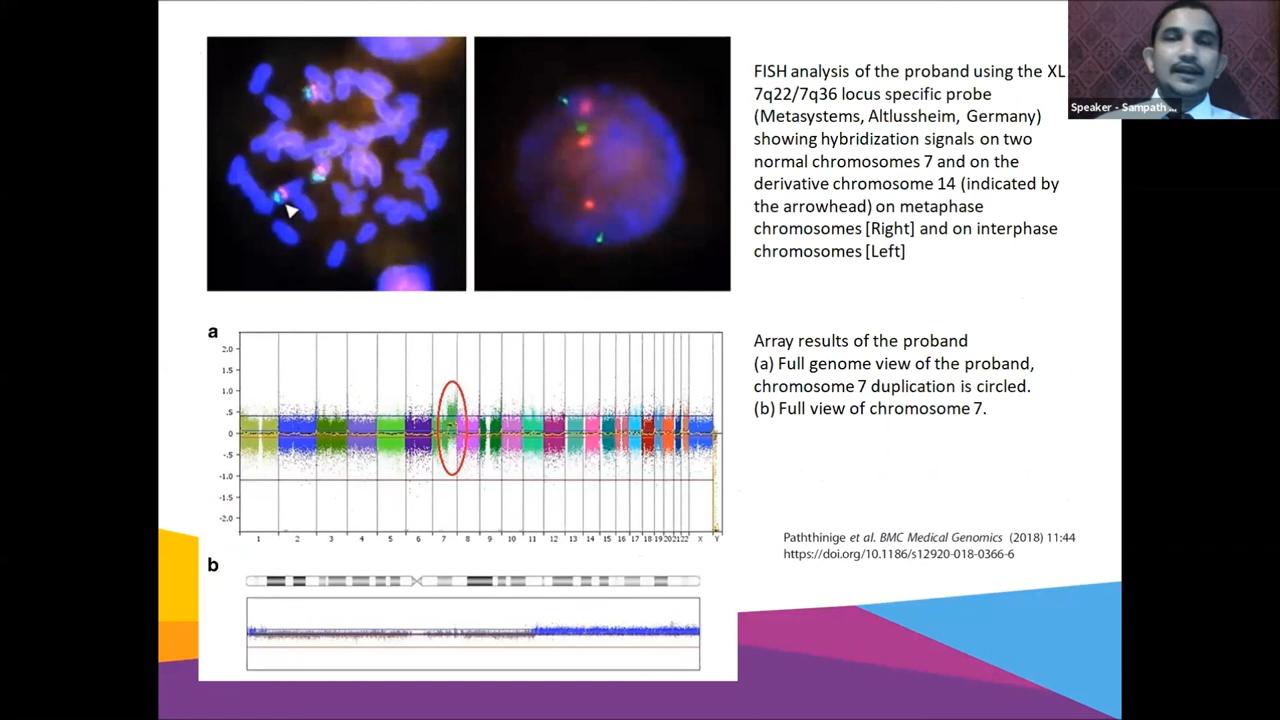 FISH analysis of the proband using the XL
7q22/7q36 locus specific probe
(Metasystems, Altlussheim, Germany)
showing hybridization signals on two
normal chromosomes 7 and on the
derivative chromosome 14 (indicated by
the arrowhead) on metaphase
chromosomes [Right] and on interphase
chromosomes [Left]
Speaker - Sampath ...
a
2.0
1.5
1.0
.5
0
-.5
-1.0
-1.5
-2.0
1 2 3 4 5 6 7 8 9 10 11 12 13 14 15 16 17 18 19 20 21 22 X Y
Array results of the proband
(a) Full genome view of the proband,
chromosome 7 duplication is circled.
(b) Full view of chromosome 7.
Paththinige et al. BMC Medical Genomics (2018) 11:44
https://doi.org/10.1186/s12920-018-0366-6
b